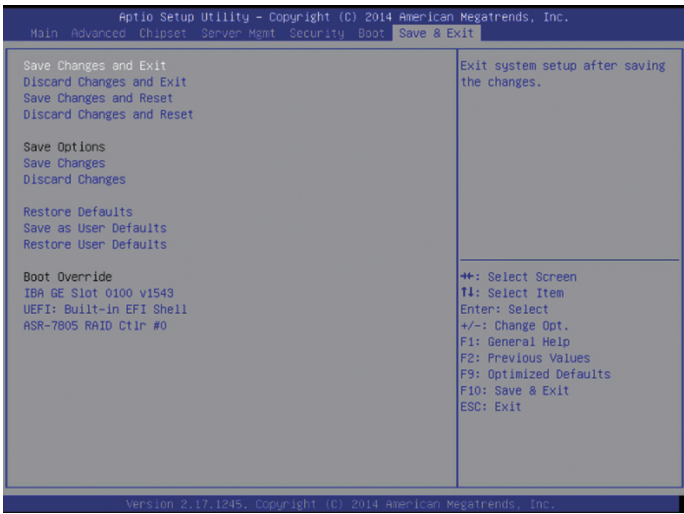 Aptio Setup Utility – Copyright (C) 2014 American Megatrends, Inc.
Main Advanced Chipset Server Mgmt Security Boot Save & Exit
Save Changes and Exit
Discard Changes and Exit
Save Changes and Reset
Discard Changes and Reset
Save Options
Save Changes
Discard Changes
Restore Defaults
Save as User Defaults
Restore User Defaults
Boot Override
IBA GE Slot 0100 v1543
UEFI: Built-in EFI Shell
ASR-7805 RAID Ctlr #0
Exit system setup after saving
the changes.
→←: Select Screen
↑↓: Select Item
Enter: Select
+/-: Change Opt.
F1: General Help
F2: Previous Values
F9: Optimized Defaults
F10: Save & Exit
ESC: Exit
Version 2.17.1245. Copyright (C) 2014 American Megatrends, Inc.